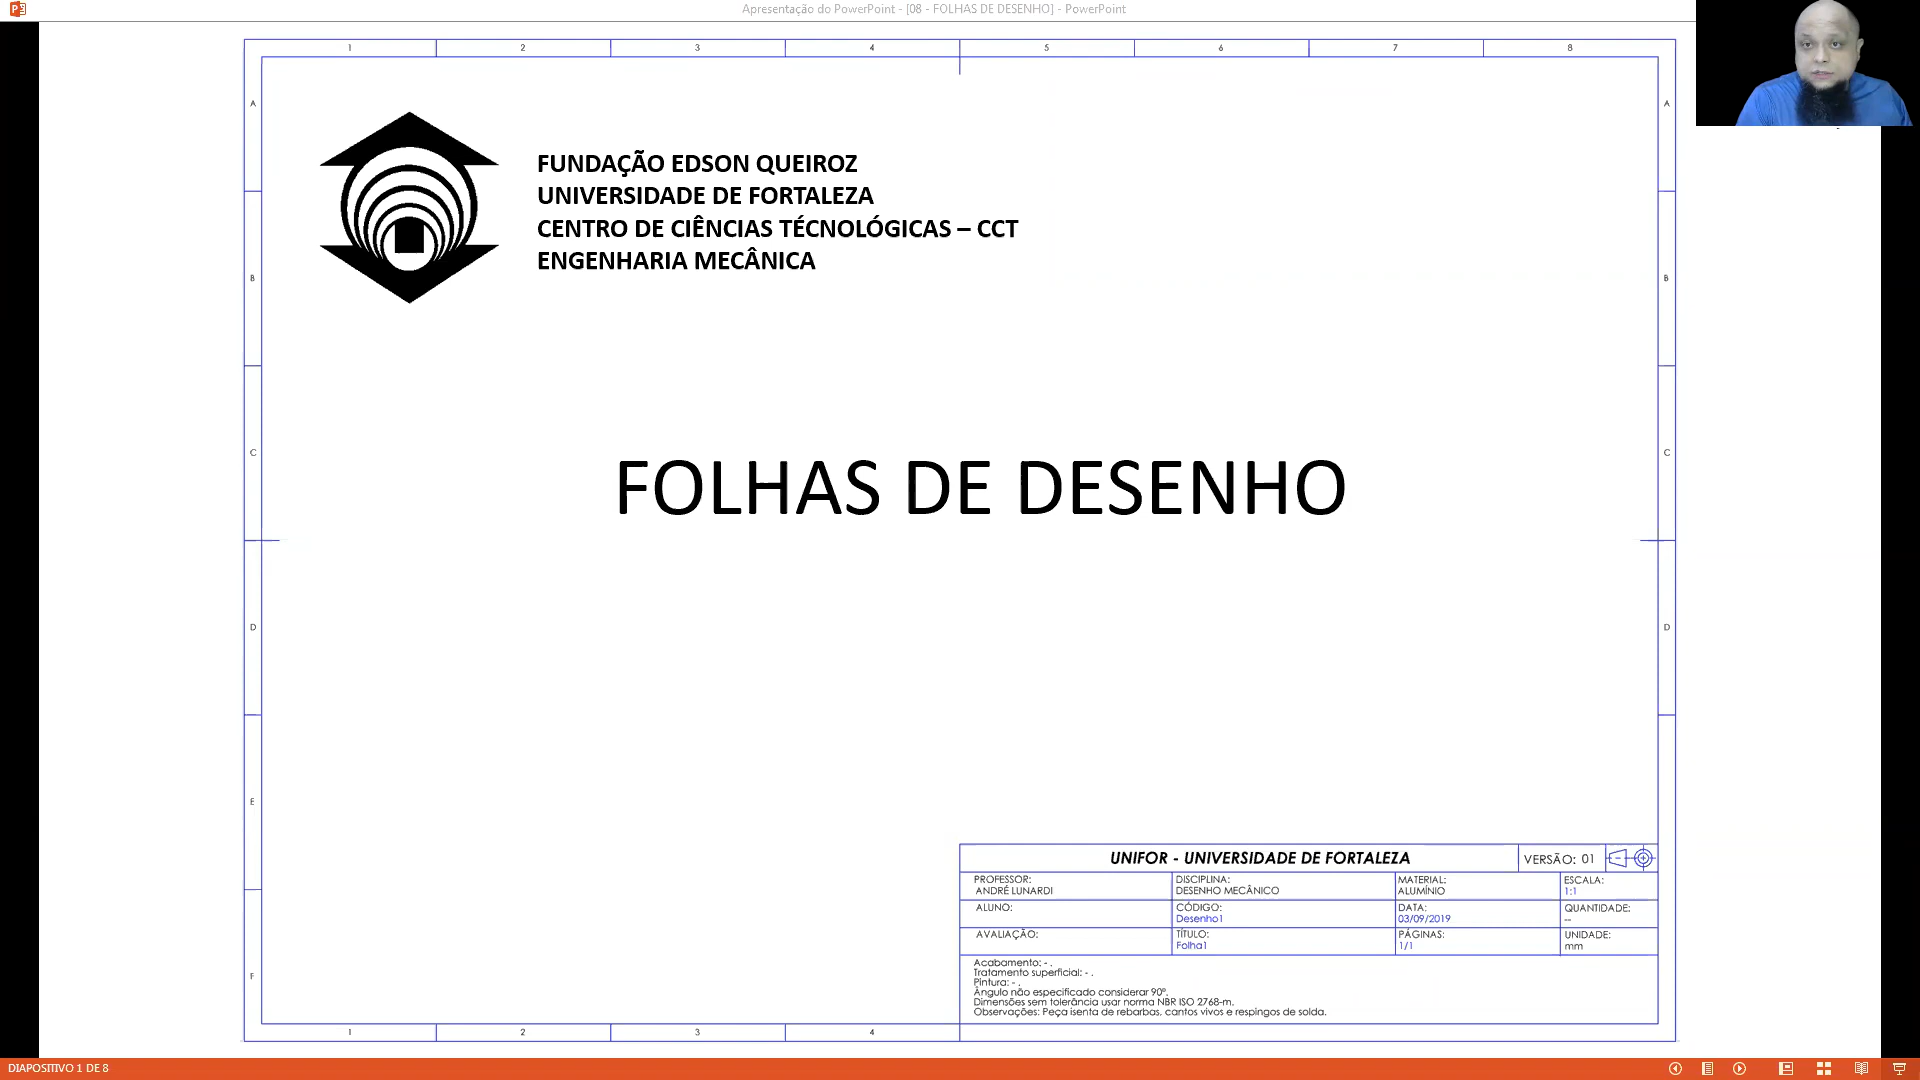 Apresentação do PowerPoint - [08 - FOLHAS DE DESENHO] - PowerPoint
1 2 3 4 5 6 7 8
A A
FUNDAÇÃO EDSON QUEIROZ
UNIVERSIDADE DE FORTALEZA
CENTRO DE CIÊNCIAS TÉCNOLÓGICAS – CCT
ENGENHARIA MECÂNICA
B B
C C
FOLHAS DE DESENHO
D D
E
UNIFOR - UNIVERSIDADE DE FORTALEZA VERSÃO: 01
PROFESSOR: DISCIPLINA: MATERIAL: ESCALA:
ANDRÉ LUNARDI DESENHO MECÂNICO ALUMÍNIO 1:1
ALUNO: CÓDIGO: DATA: QUANTIDADE:
Desenho1 03/09/2019 --
AVALIAÇÃO: TÍTULO: PÁGINAS: UNIDADE:
Folha1 1/1 mm
Acabamento: - .
Tratamento superficial: - .
Pintura: - .
F
Ângulo não especificado considerar 90°.
Dimensões sem tolerância usar norma NBR ISO 2768-m.
Observações: Peça isenta de rebarbas, cantos vivos e respingos de solda.
1 2 3 4
DIAPOSITIVO 1 DE 8